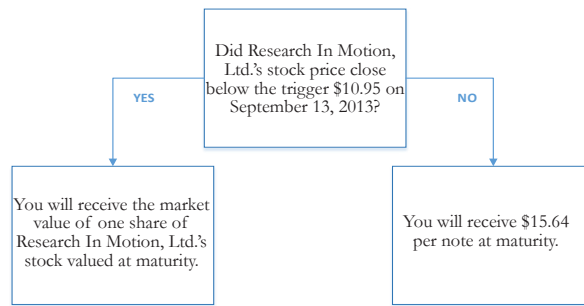 Did Research In Motion,
Ltd.'s stock price close
below the trigger $10.95 on
September 13, 2013?
YES
NO
You will receive the market
value of one share of
Research In Motion, Ltd.'s
stock valued at maturity.
You will receive $15.64
per note at maturity.